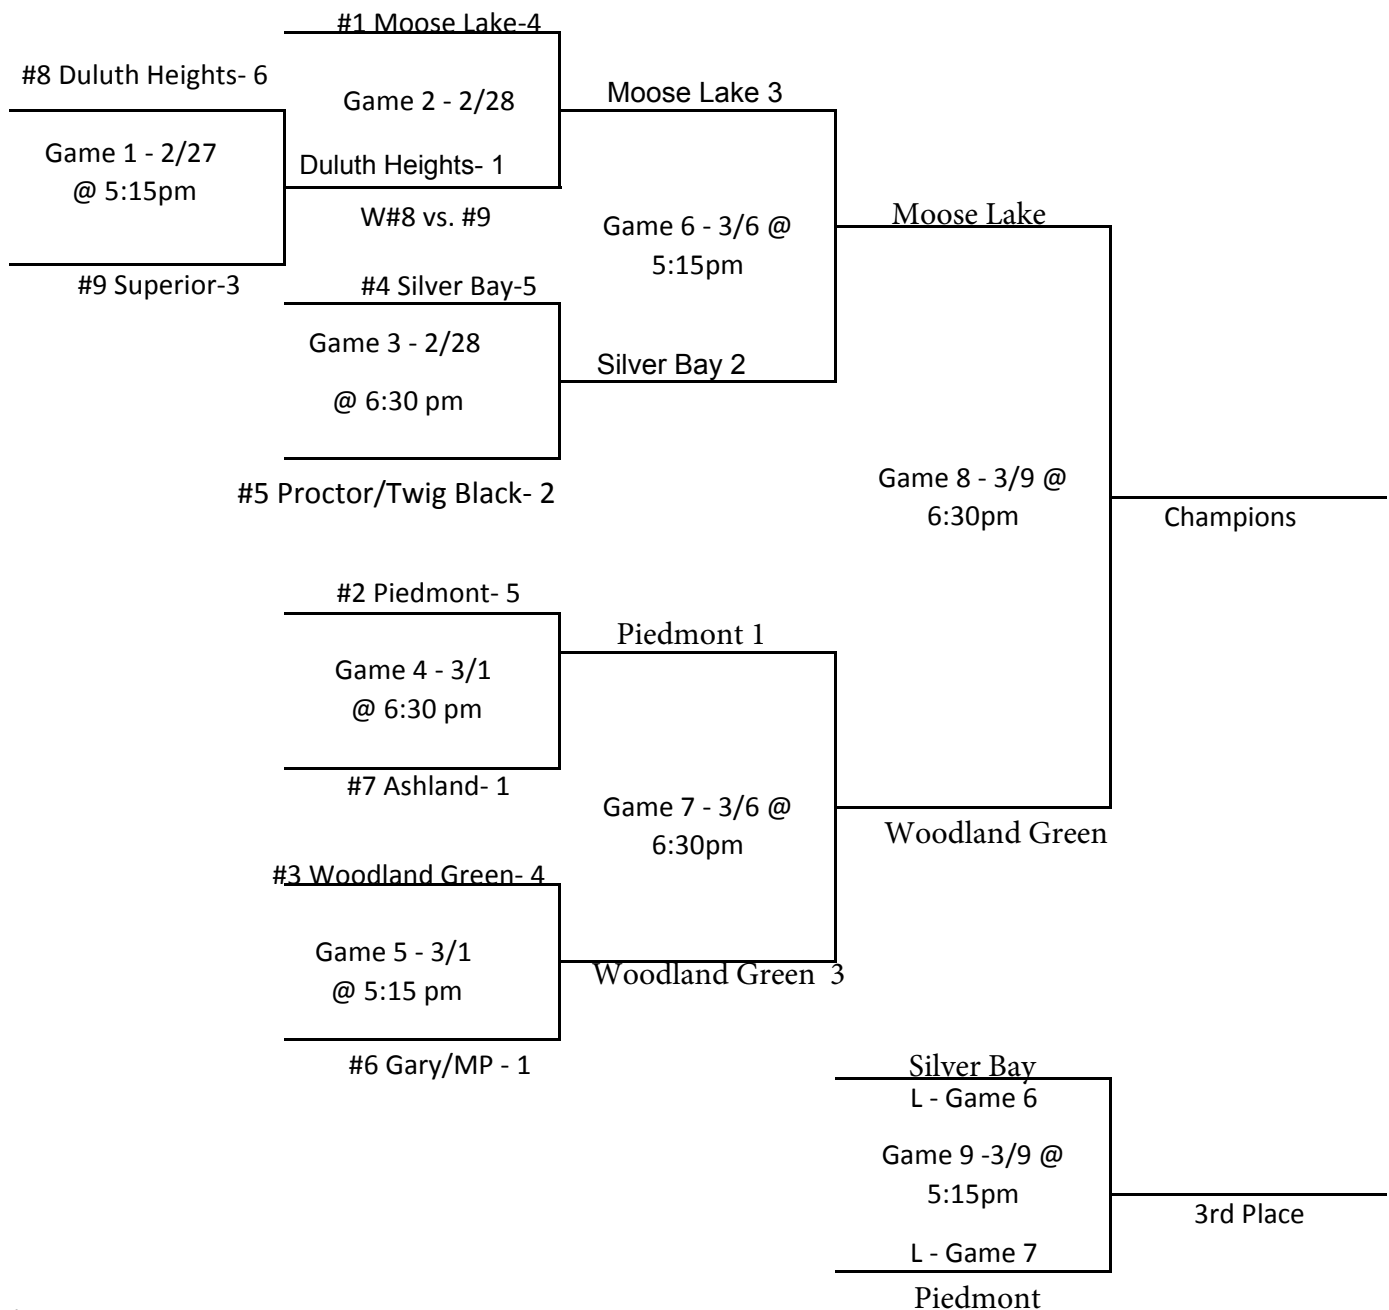 #1 Moose Lake-4
#8 Duluth Heights- 6
Game 2 - 2/28
Moose Lake 3
Game 1 - 2/27
@ 5:15pm
Duluth Heights- 1
W#8 vs. #9
Game 6 - 3/6 @
5:15pm
Moose Lake
#9 Superior-3
#4 Silver Bay-5
Game 3 - 2/28
@ 6:30 pm
Silver Bay 2
#5 Proctor/Twig Black- 2
Game 8 - 3/9 @
6:30pm
Champions
#2 Piedmont- 5
Piedmont 1
Game 4 - 3/1
@ 6:30 pm
#7 Ashland- 1
Game 7 - 3/6 @
6:30pm
Woodland Green
#3 Woodland Green- 4
Game 5 - 3/1
@ 5:15 pm
Woodland Green 3
#6 Gary/MP - 1
Silver Bay
L - Game 6
Game 9 -3/9 @
5:15pm
3rd Place
L - Game 7
Piedmont